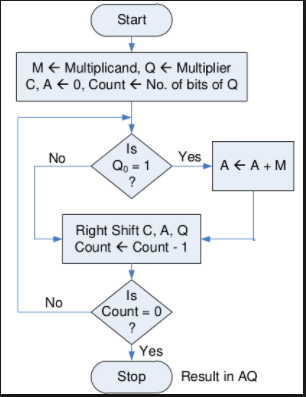 Start
M ← Multiplicand, Q ← Multiplier
C, A ← 0, Count ← No. of bits of Q
Is
Q₀ = 1
?
No
Yes
A ← A + M
Right Shift C, A, Q
Count ← Count - 1
Is
Count = 0
?
No
Yes
Stop
Result in AQ